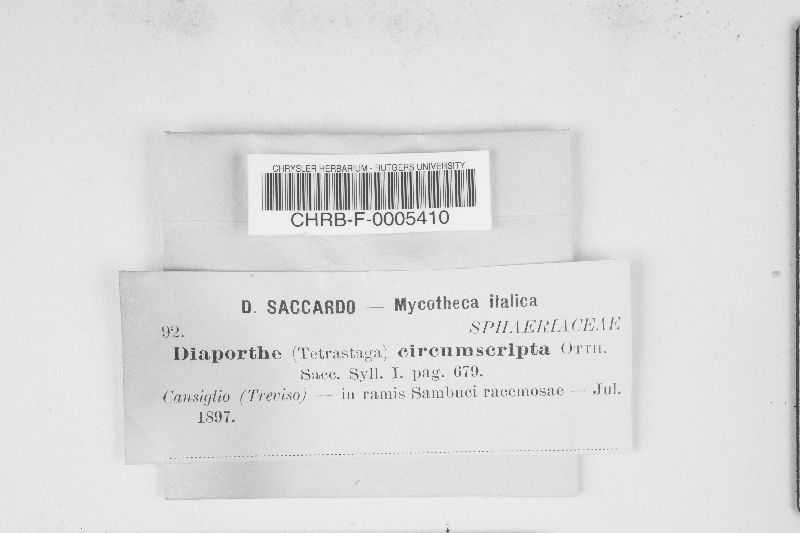 CHRYSLER HERBARIUM - RUTGERS UNIVERSITY
CHRB-F-0005410
D. SACCARDO — Mycotheca italica
92.
SPHAERIACEAE
Diaporthe (Tetrastaga) circumscripta OTTH.
Sacc. Syll. I. pag. 679.
Cansiglio (Treviso) — in ramis Sambuci racemosae — Jul.
1897.